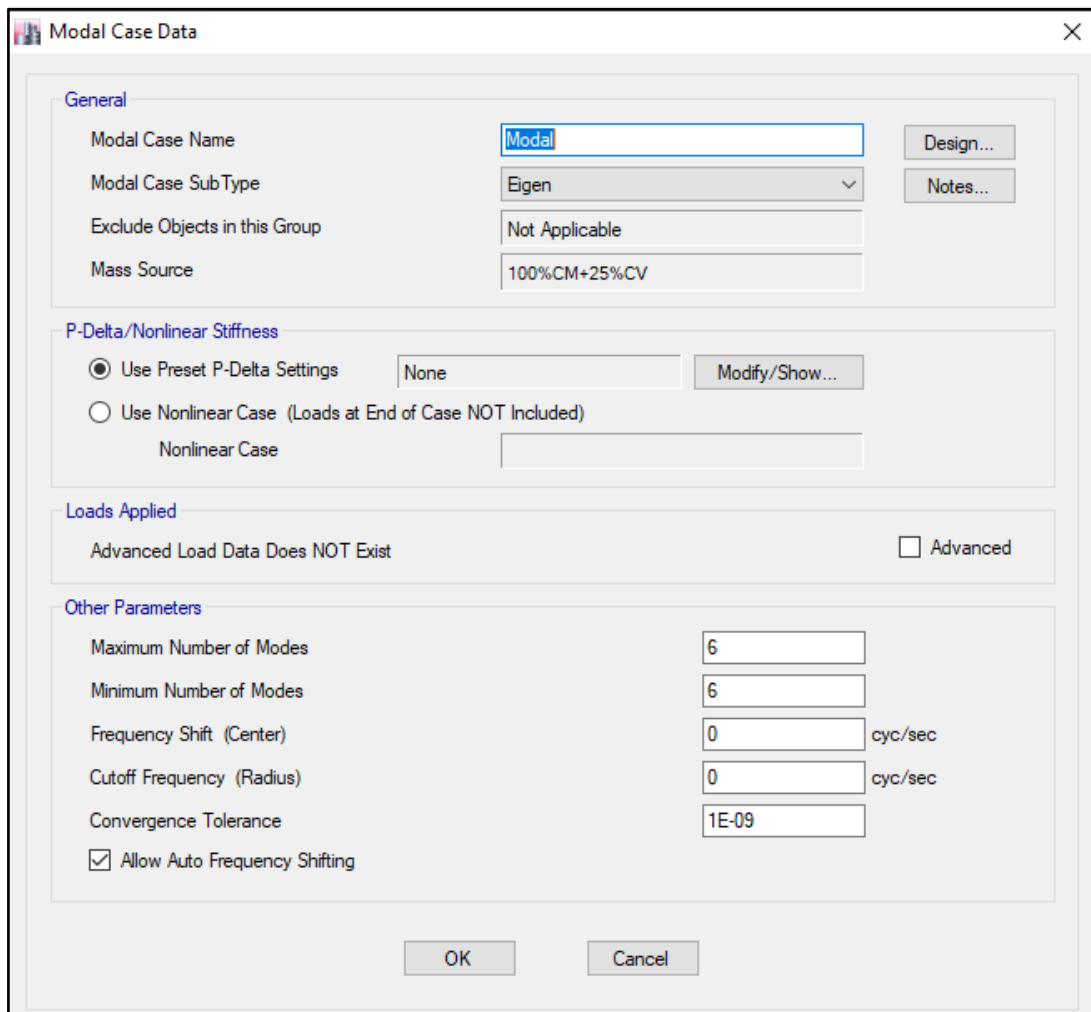 Modal Case Data
General
Modal Case Name Modal Design...
Modal Case SubType Eigen Notes...
Exclude Objects in this Group Not Applicable
Mass Source 100%CM+25%CV
P-Delta/Nonlinear Stiffness
Use Preset P-Delta Settings None Modify/Show...
Use Nonlinear Case (Loads at End of Case NOT Included)
Nonlinear Case
Loads Applied
Advanced Load Data Does NOT Exist Advanced
Other Parameters
Maximum Number of Modes 6
Minimum Number of Modes 6
Frequency Shift (Center) 0 cyc/sec
Cutoff Frequency (Radius) 0 cyc/sec
Convergence Tolerance 1E-09
Allow Auto Frequency Shifting
OK Cancel